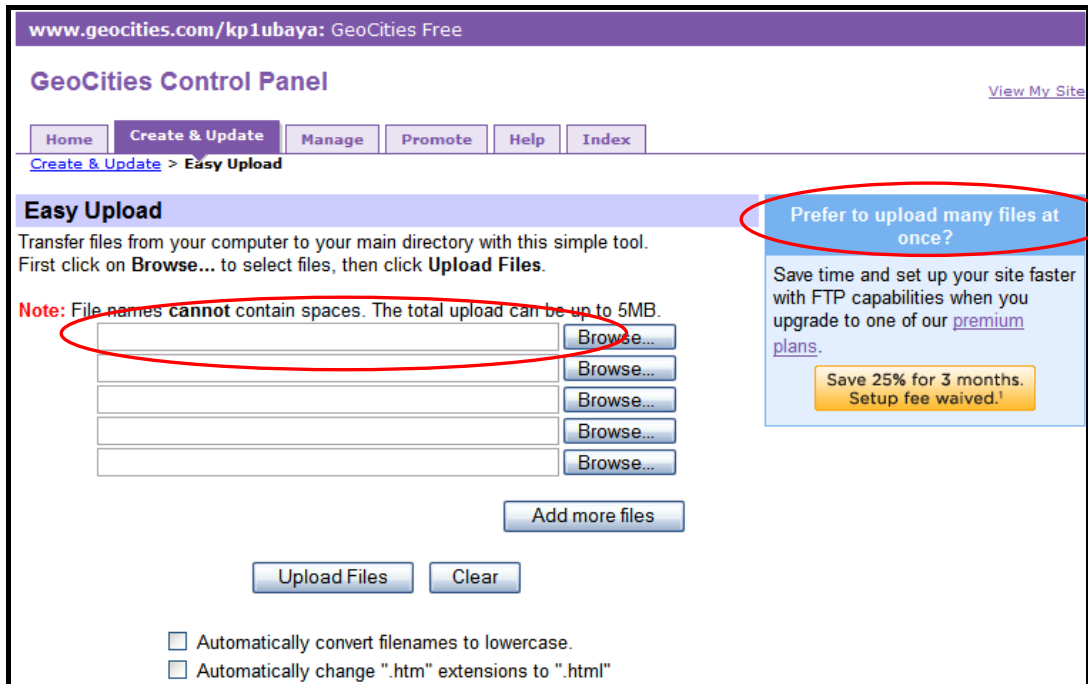 www.geocities.com/kp1ubaya: GeoCities Free
GeoCities Control Panel
View My Site
Home
Create & Update
Manage
Promote
Help
Index
Create & Update > Easy Upload
Easy Upload
Transfer files from your computer to your main directory with this simple tool.
First click on Browse... to select files, then click Upload Files.
Note: File names cannot contain spaces. The total upload can be up to 5MB.
Browse...
Browse...
Browse...
Browse...
Browse...
Add more files
Upload Files
Clear
Automatically convert filenames to lowercase.
Automatically change ".htm" extensions to ".html"
Prefer to upload many files at
once?
Save time and set up your site faster
with FTP capabilities when you
upgrade to one of our premium
plans.
Save 25% for 3 months.
Setup fee waived.¹